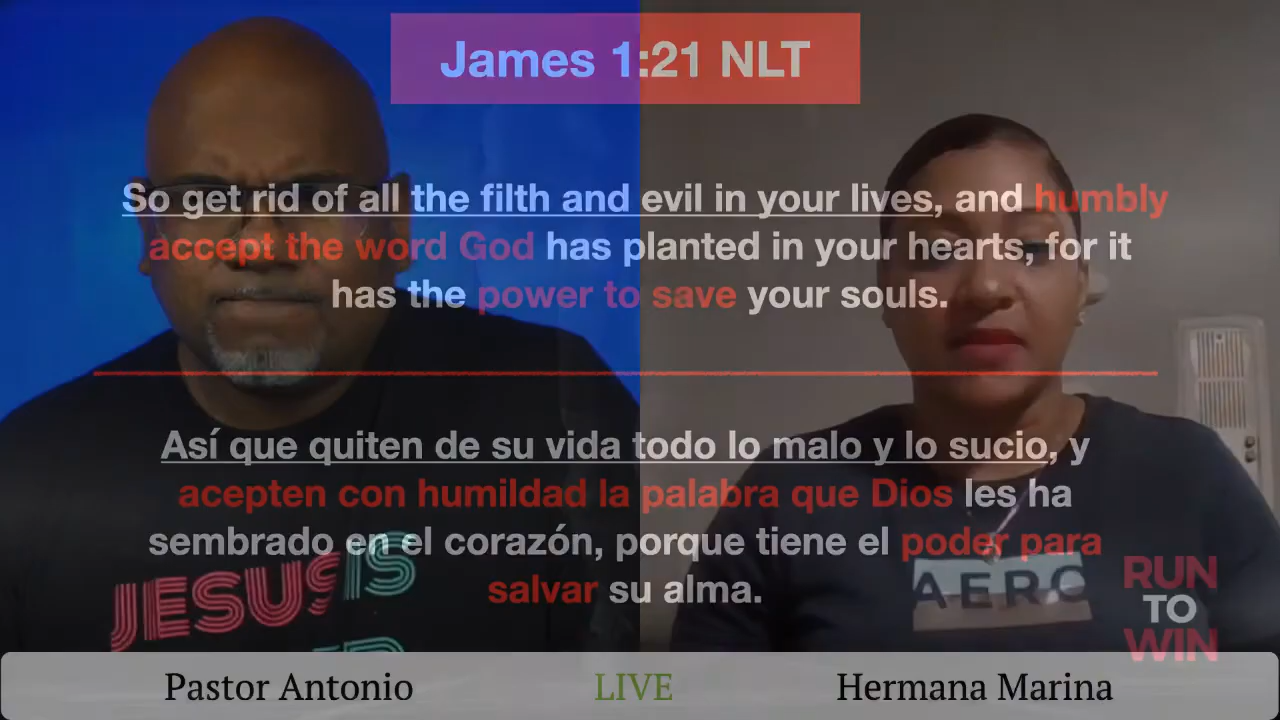 James 1:21 NLT
So get rid of all the filth and evil in your lives, and humbly
accept the word God has planted in your hearts, for it
has the power to save your souls.
Así que quiten de su vida todo lo malo y lo sucio, y
acepten con humildad la palabra que Dios les ha
sembrado en el corazón, porque tiene el poder para
salvar su alma.
JESUS IS
AERO
RUN
TO
WIN
Pastor Antonio
LIVE
Hermana Marina